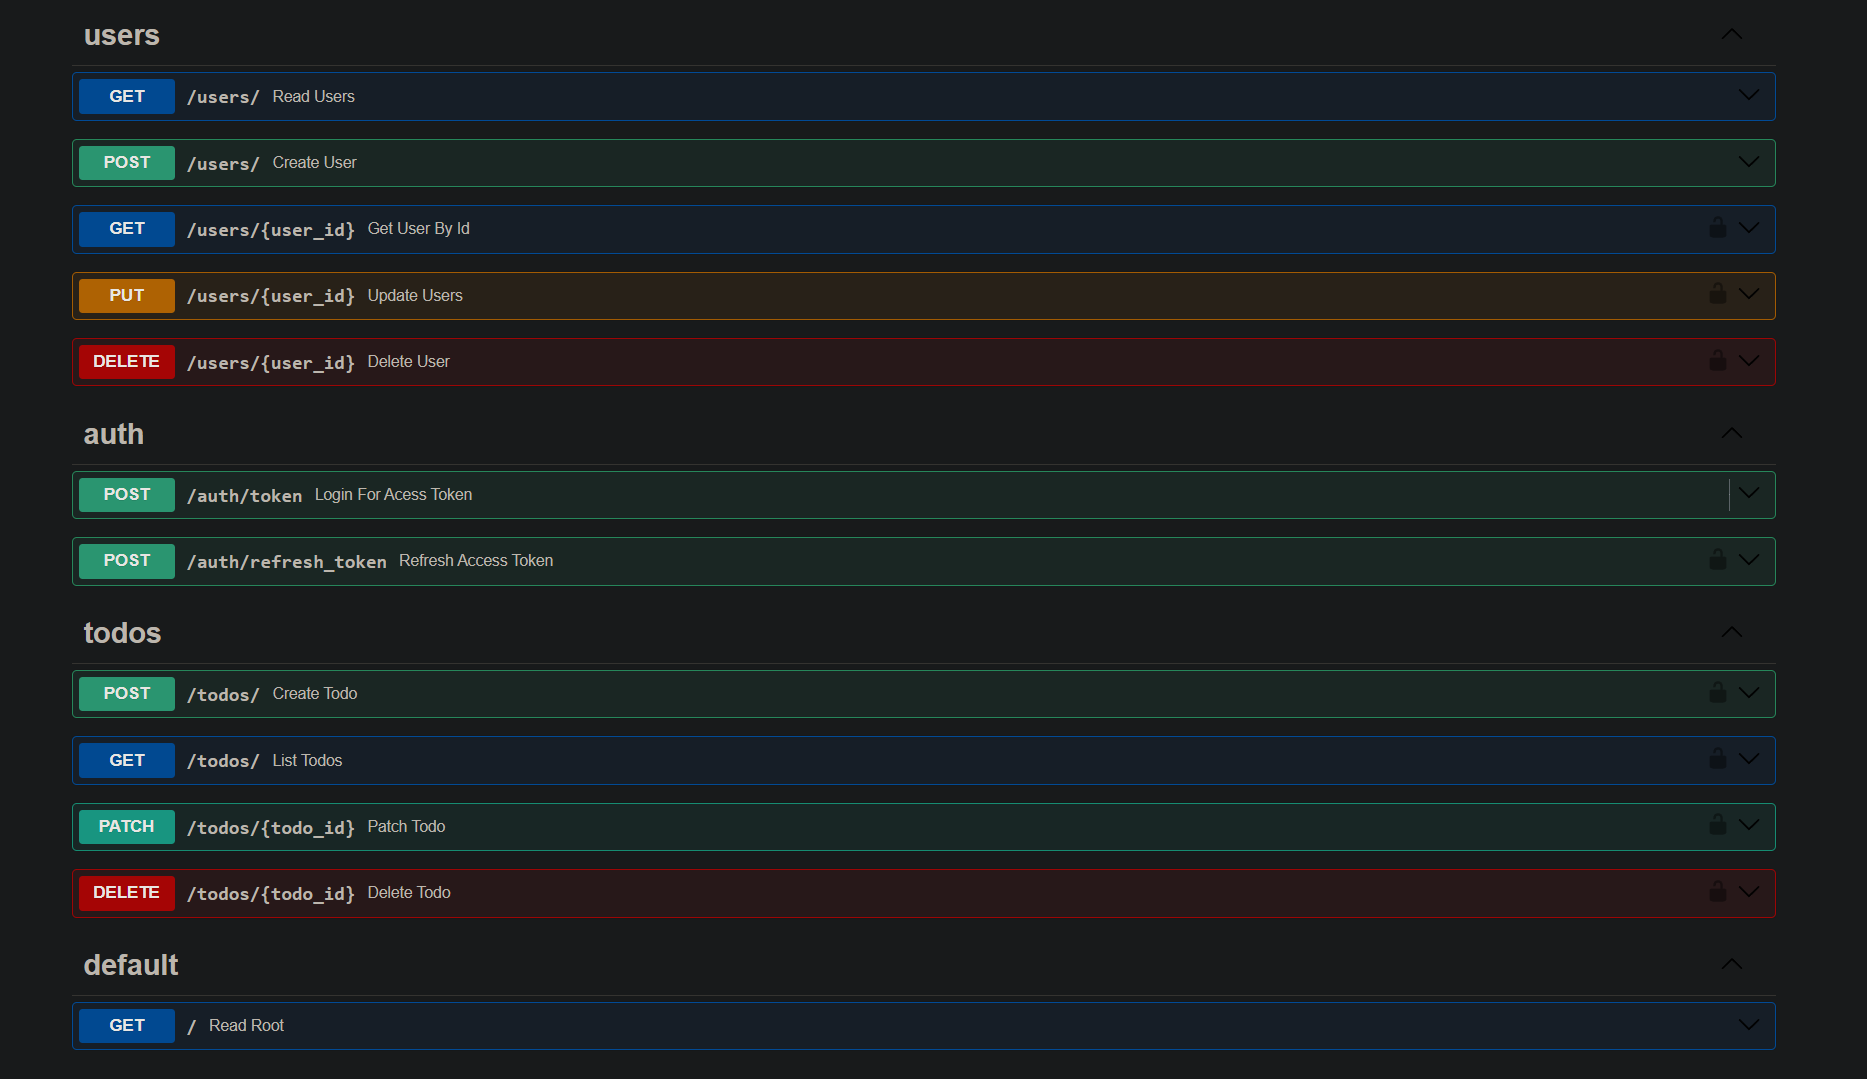 users
GET /users/ Read Users
POST /users/ Create User
GET /users/{user_id} Get User By Id
PUT /users/{user_id} Update Users
DELETE /users/{user_id} Delete User
auth
POST /auth/token Login For Acess Token
POST /auth/refresh_token Refresh Access Token
todos
POST /todos/ Create Todo
GET /todos/ List Todos
PATCH /todos/{todo_id} Patch Todo
DELETE /todos/{todo_id} Delete Todo
default
GET / Read Root